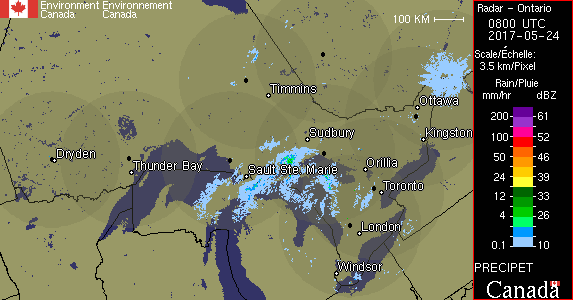 Environment Environnement
Canada Canada
100 KM
Timmins
Ottawa
Sudbury
Kingston
Dryden
Thunder Bay
Sault Ste. Marie
Orillia
Toronto
London
Windsor
Radar - Ontario
0800 UTC
2017-05-24
Scale/Échelle:
3.5 km/Pixel
Rain/Pluie
mm/hr dBZ
200 61
100 52
50 46
24 39
12 33
4 26
0.1 10
PRECIPET
Canada